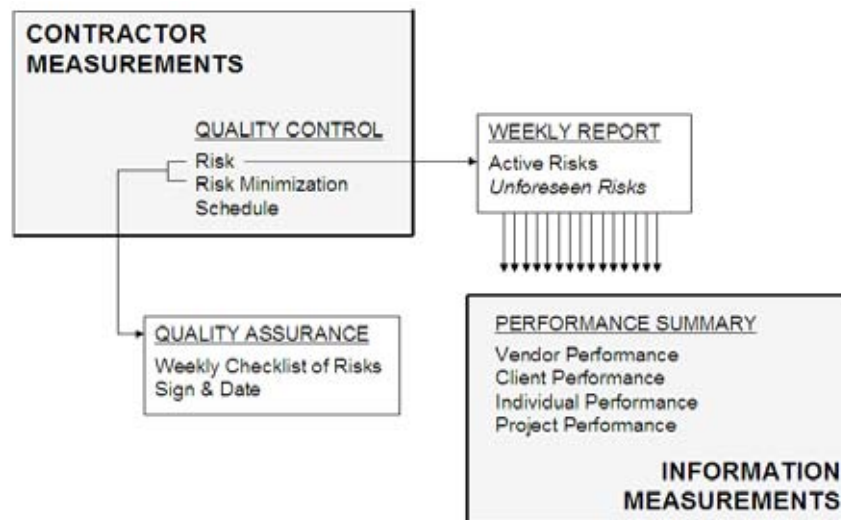 CONTRACTOR
MEASUREMENTS
QUALITY CONTROL
Risk
Risk Minimization
Schedule
WEEKLY REPORT
Active Risks
Unforeseen Risks
QUALITY ASSURANCE
Weekly Checklist of Risks
Sign & Date
PERFORMANCE SUMMARY
Vendor Performance
Client Performance
Individual Performance
Project Performance
INFORMATION
MEASUREMENTS